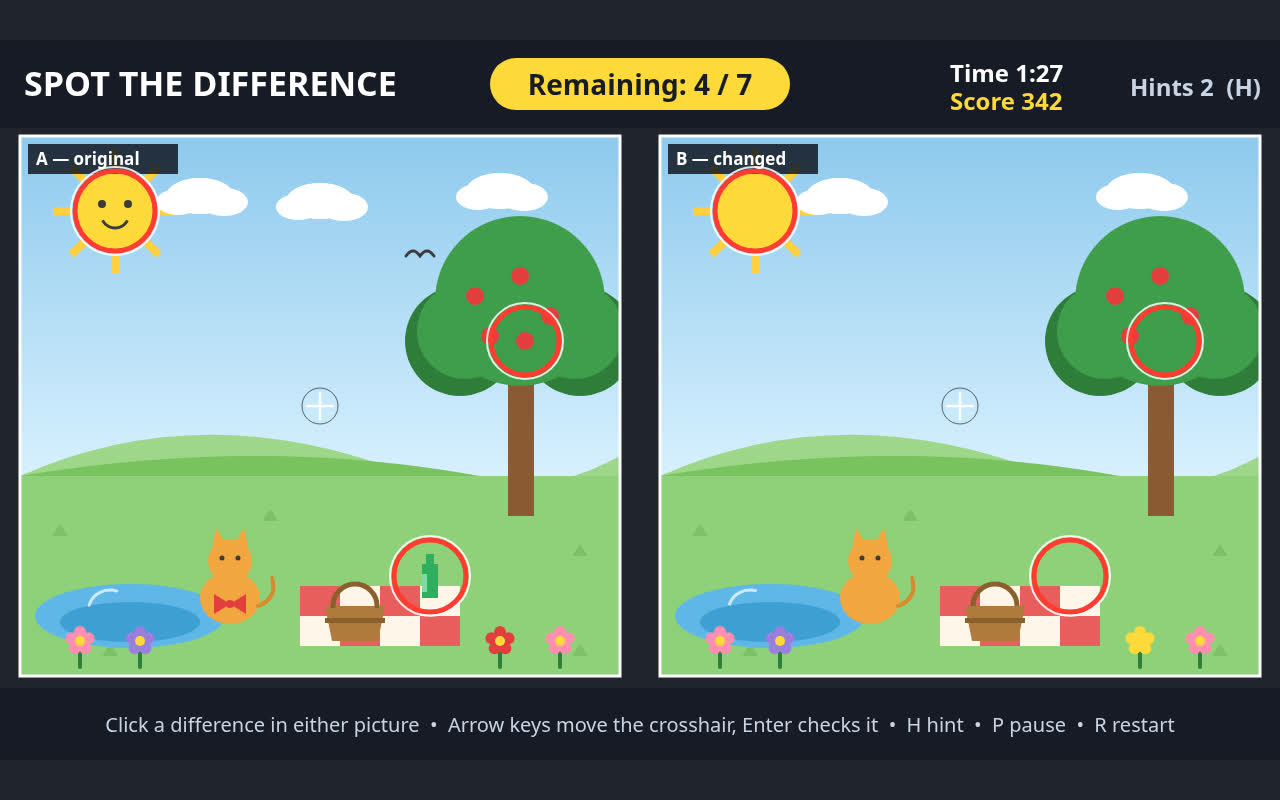 SPOT THE DIFFERENCE
Remaining: 4 / 7
Time 1:27
Score 342
Hints 2 (H)
A — original
B — changed
Click a difference in either picture • Arrow keys move the crosshair, Enter checks it • H hint • P pause • R restart